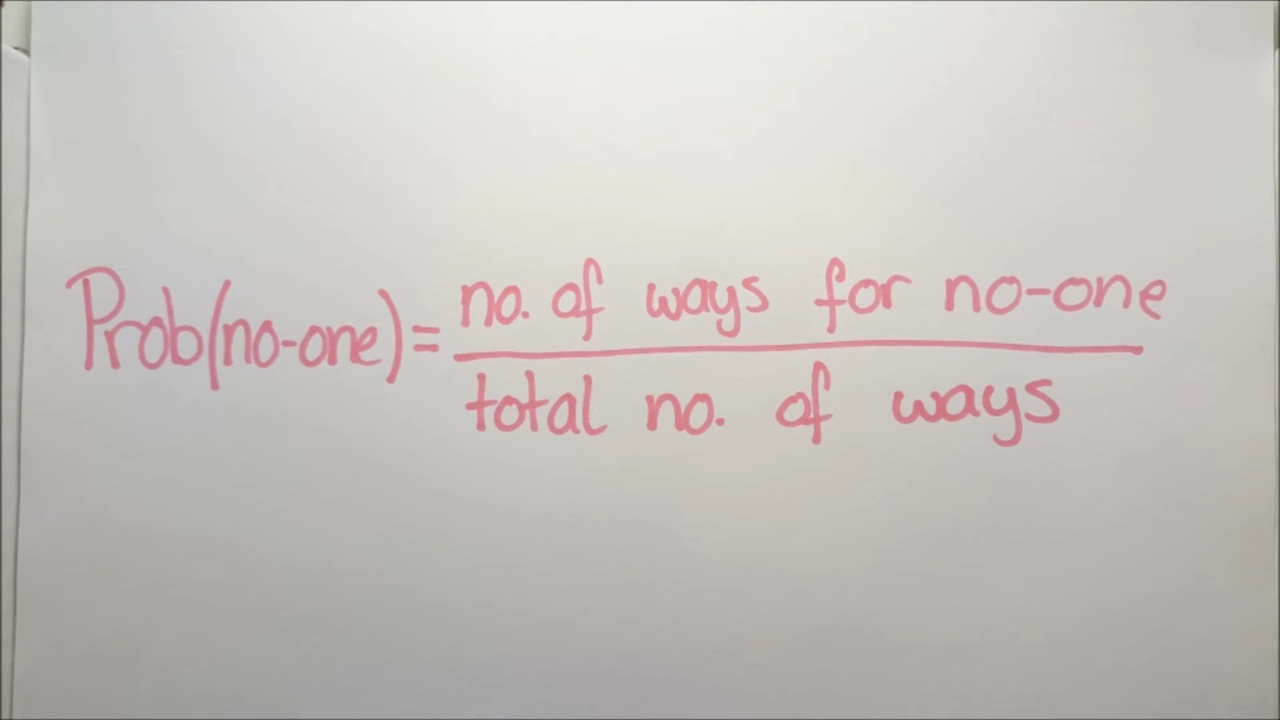 Prob(no-one)= no. of ways for no-one
total no. of ways